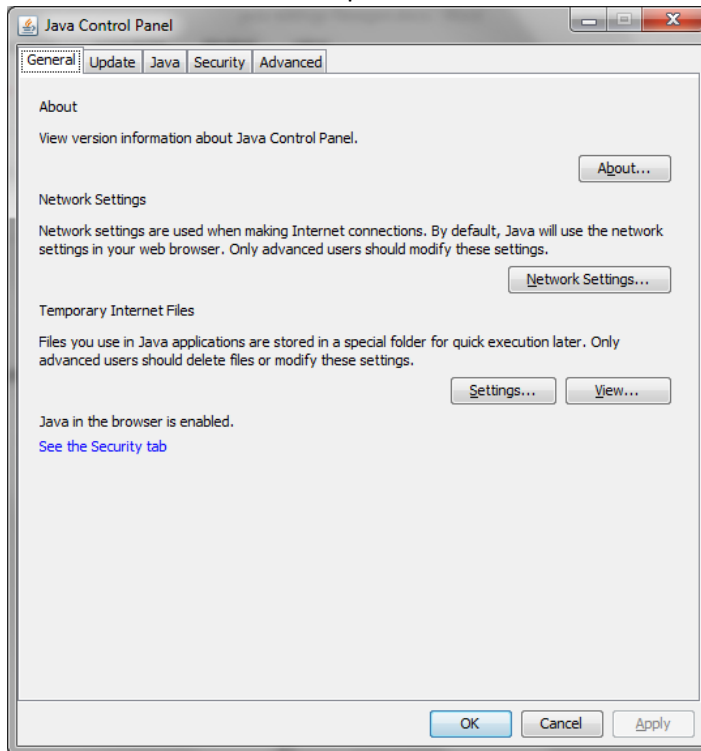 Java Control Panel
General Update Java Security Advanced
About
View version information about Java Control Panel.
About...
Network Settings
Network settings are used when making Internet connections. By default, Java will use the network
settings in your web browser. Only advanced users should modify these settings.
Network Settings...
Temporary Internet Files
Files you use in Java applications are stored in a special folder for quick execution later. Only
advanced users should delete files or modify these settings.
Settings... View...
Java in the browser is enabled.
See the Security tab
OK Cancel Apply